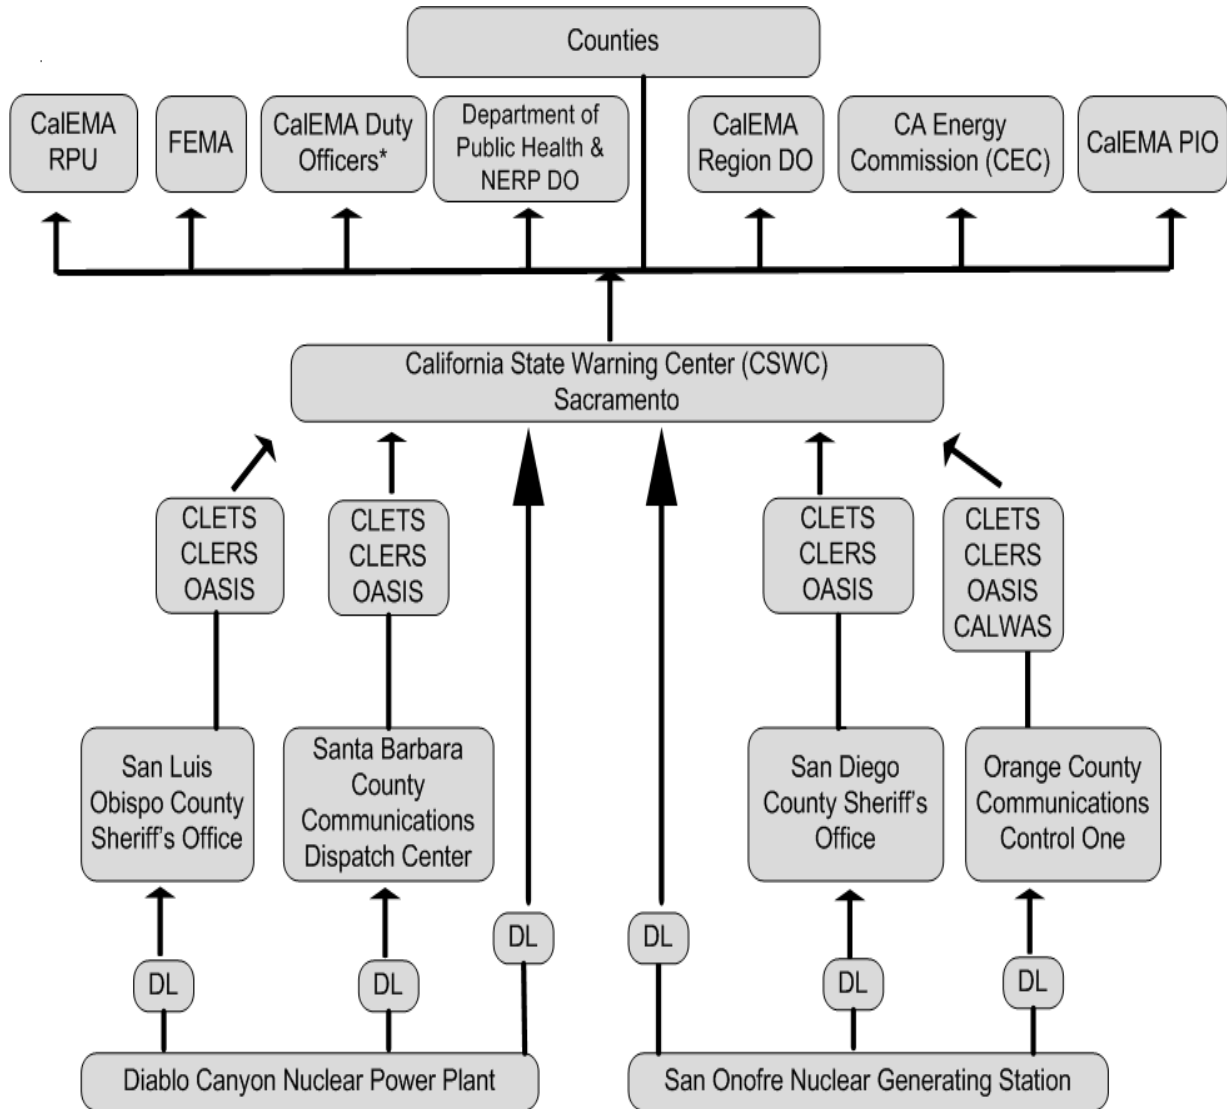 Counties
CalEMA
RPU
FEMA
CalEMA Duty
Officers*
Department of
Public Health &
NERP DO
CalEMA
Region DO
CA Energy
Commission (CEC)
CalEMA PIO
California State Warning Center (CSWC)
Sacramento
CLETS
CLERS
OASIS
CLETS
CLERS
OASIS
CLETS
CLERS
OASIS
CLETS
CLERS
OASIS
CALWAS
San Luis
Obispo County
Sheriff's Office
Santa Barbara
County
Communications
Dispatch Center
San Diego
County Sheriff's
Office
Orange County
Communications
Control One
DL
DL
DL
DL
DL
DL
Diablo Canyon Nuclear Power Plant
San Onofre Nuclear Generating Station